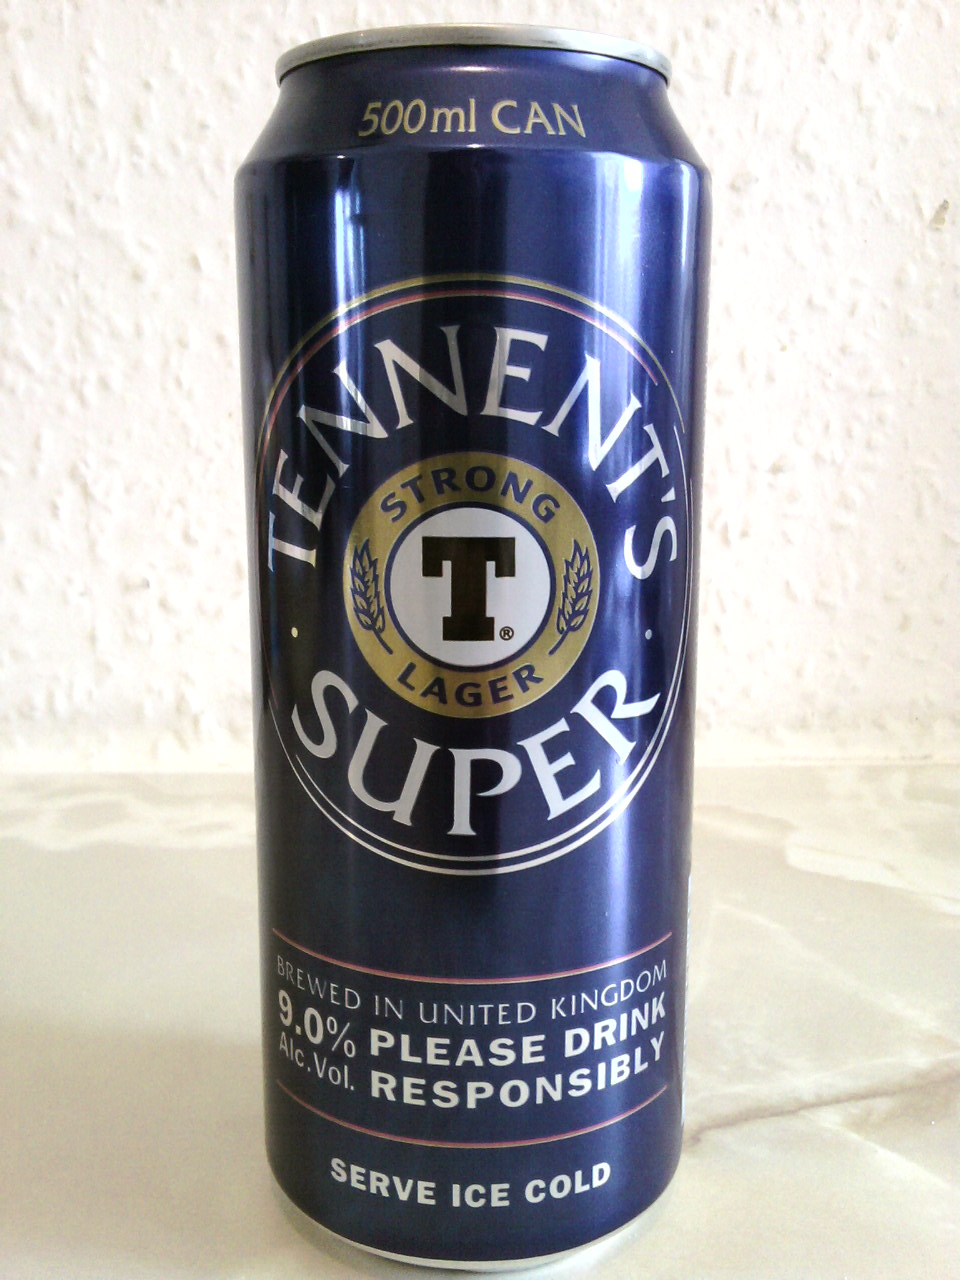 500ml CAN
TENNENT'S
STRONG
T®
LAGER
SUPER
BREWED IN UNITED KINGDOM
9.0% PLEASE DRINK
Alc.Vol. RESPONSIBLY
SERVE ICE COLD